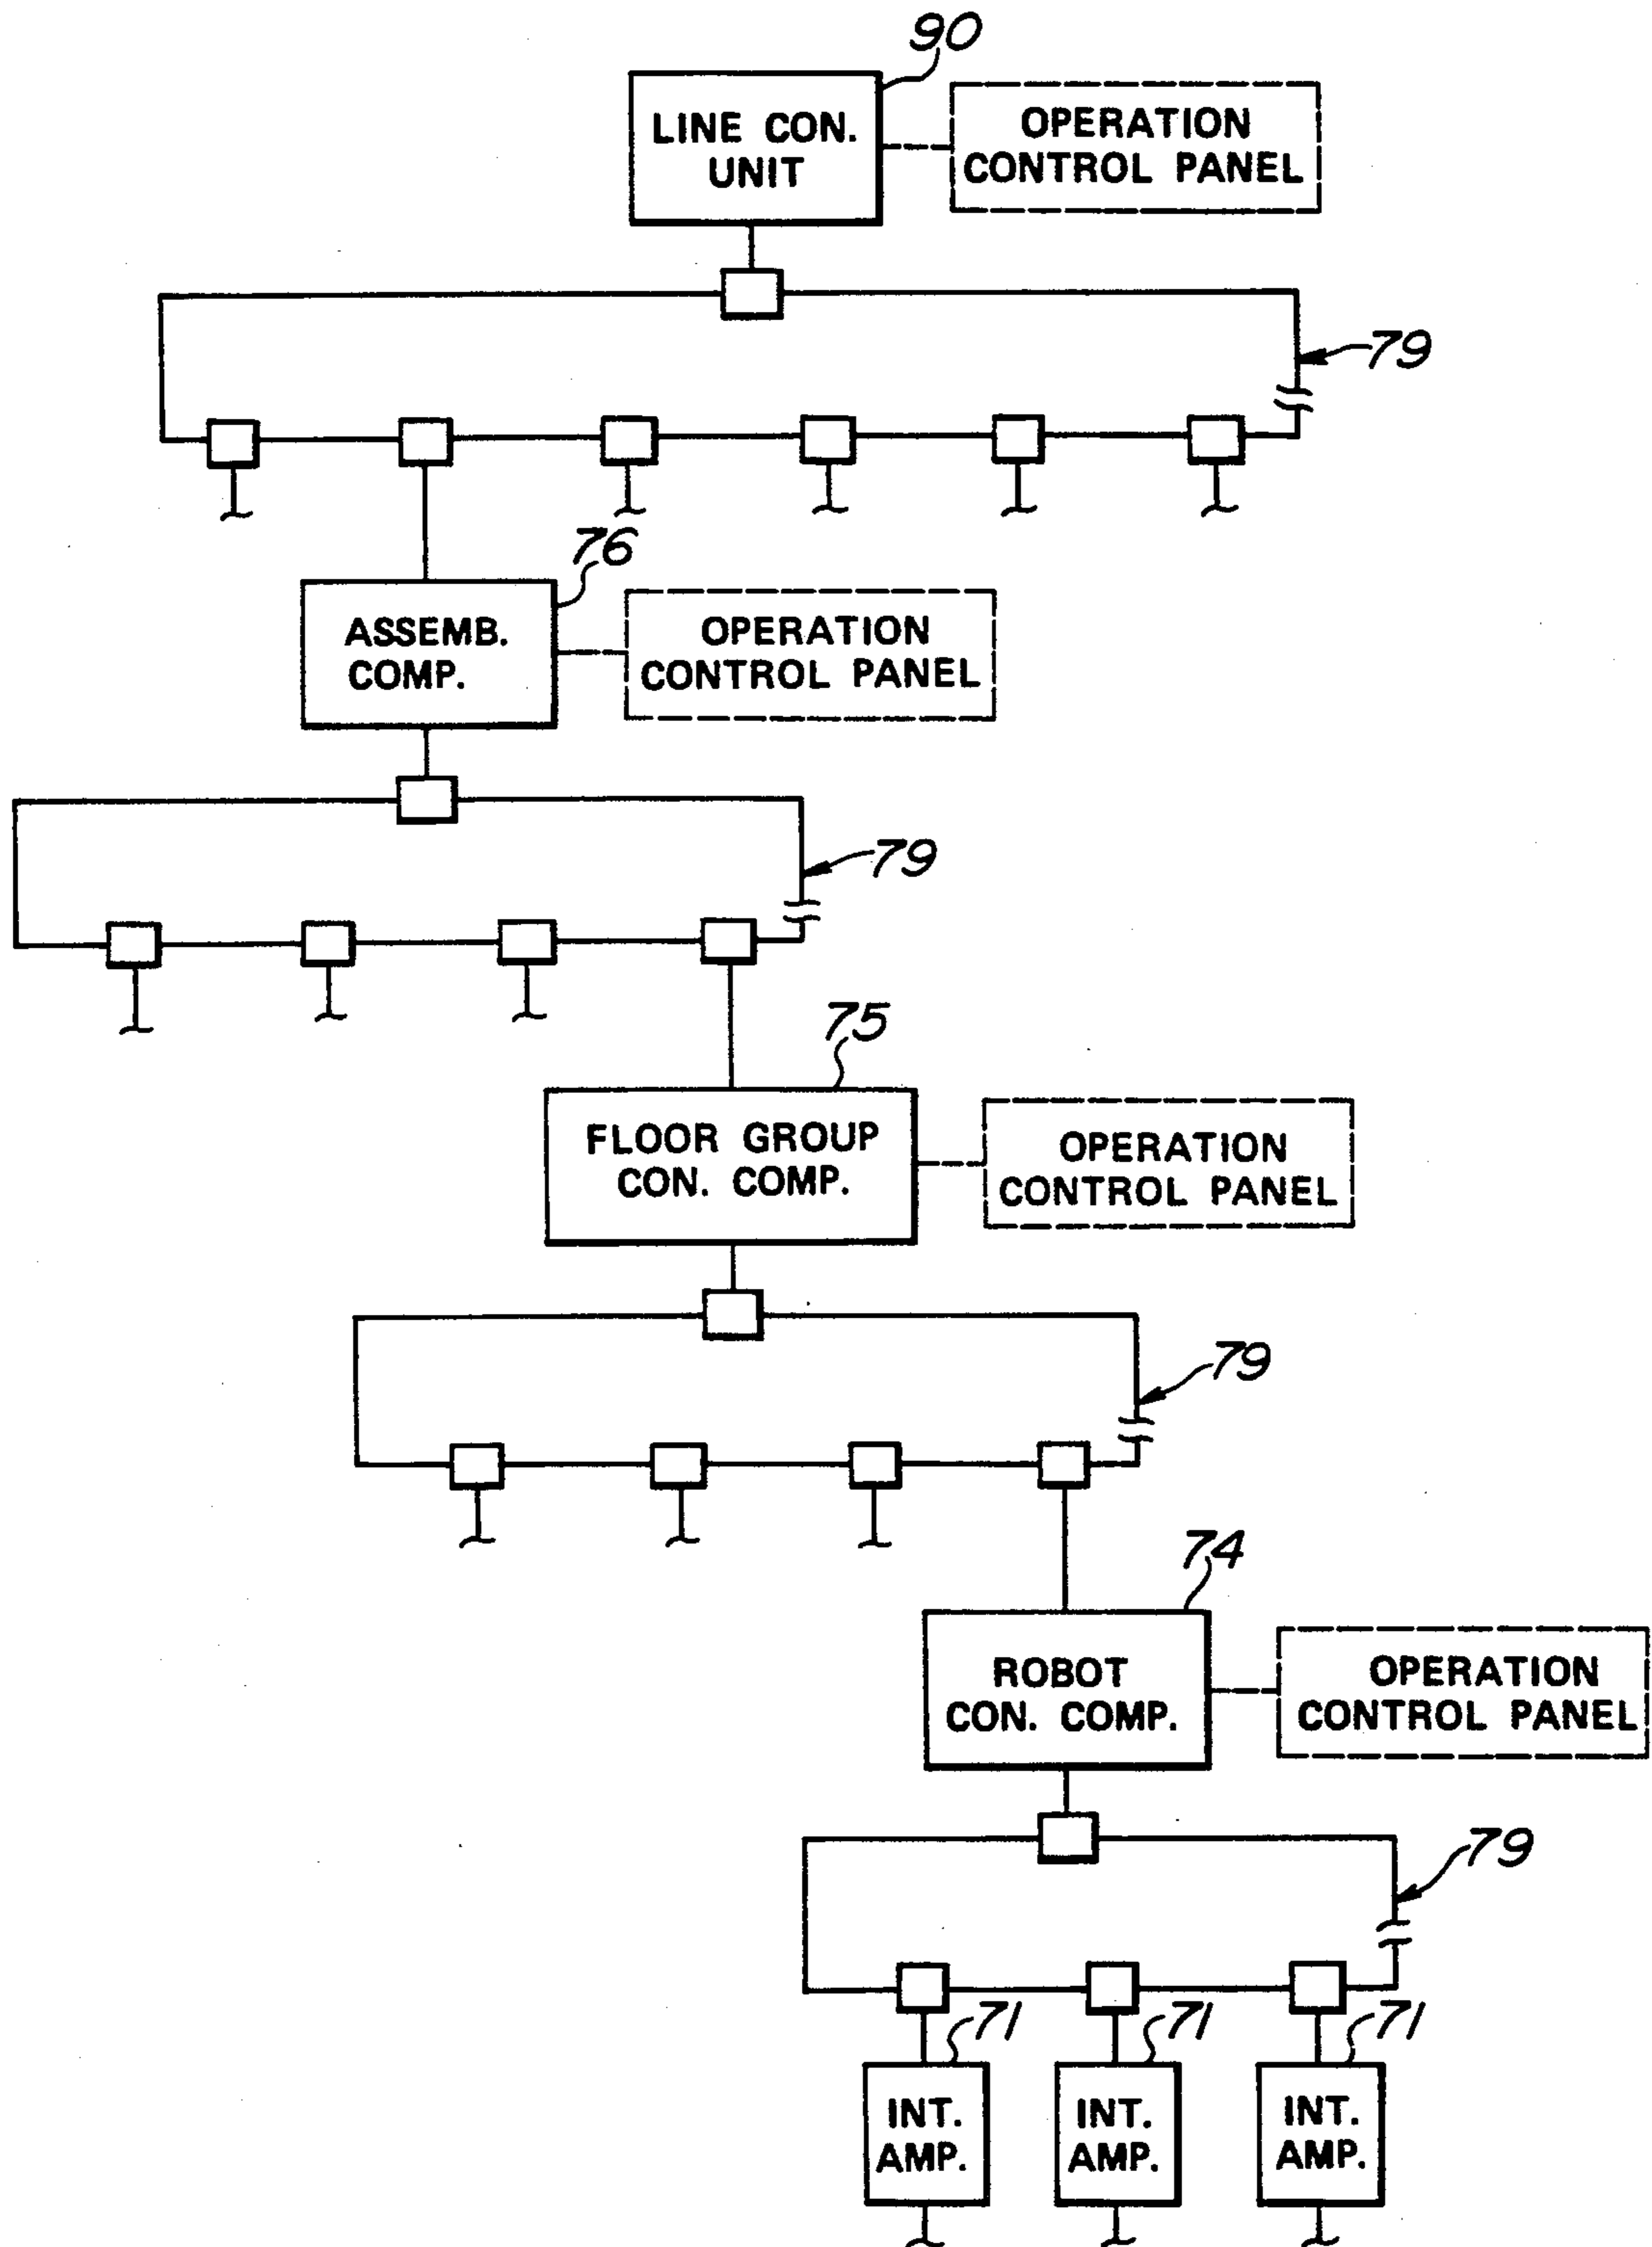 90
LINE CON.
UNIT
OPERATION
CONTROL PANEL
79
76
ASSEMB.
COMP.
OPERATION
CONTROL PANEL
79
75
FLOOR GROUP
CON. COMP.
OPERATION
CONTROL PANEL
79
74
ROBOT
CON. COMP.
OPERATION
CONTROL PANEL
79
71
71
71
INT.
AMP.
INT.
AMP.
INT.
AMP.